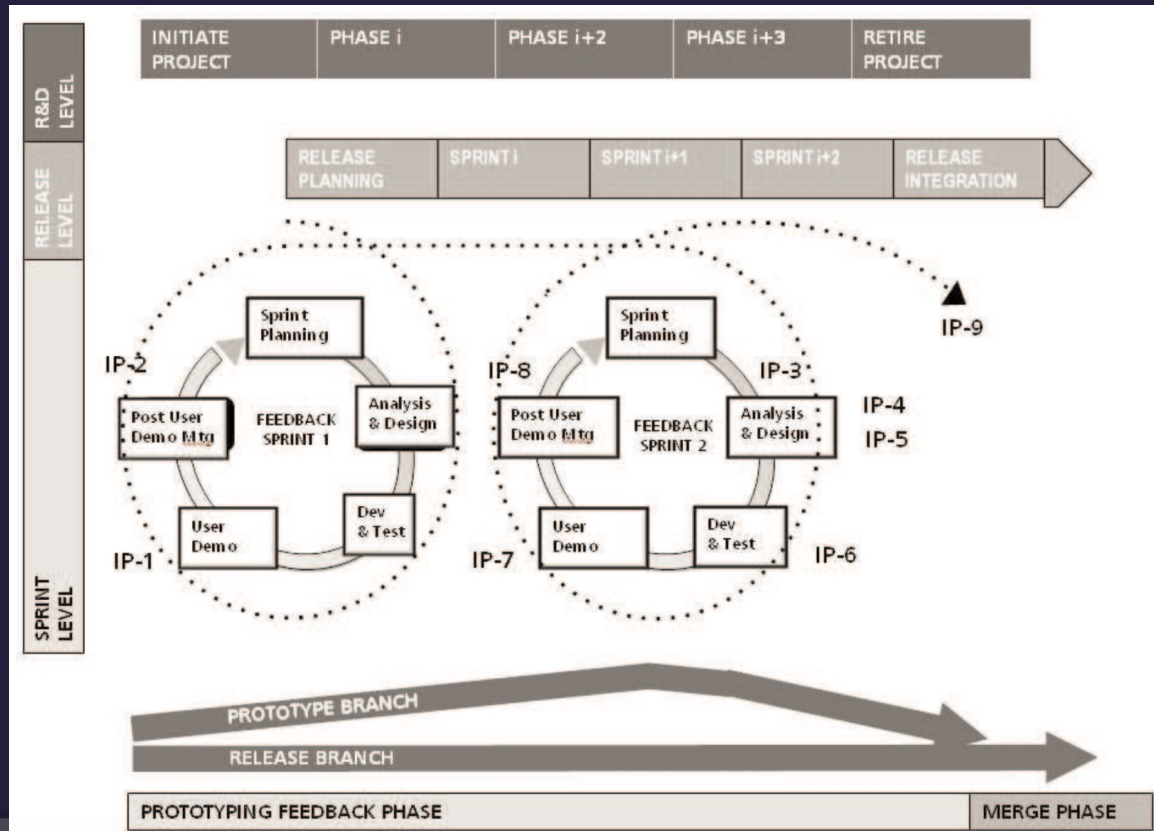 INITIATE
PROJECT
PHASE i
PHASE i+2
PHASE i+3
RETIRE
PROJECT
R&D
LEVEL
RELEASE
PLANNING
SPRINT i
SPRINT i+1
SPRINT i+2
RELEASE
INTEGRATION
RELEASE
LEVEL
IP-9
Sprint
Planning
IP-2
Post User
Demo Mtg
FEEDBACK
SPRINT 1
Analysis
& Design
User
Demo
Dev
& Test
IP-1
Sprint
Planning
IP-8
IP-3
Post User
Demo Mtg
FEEDBACK
SPRINT 2
Analysis
& Design
IP-4
IP-5
User
Demo
Dev
& Test
IP-7
IP-6
SPRINT
LEVEL
PROTOTYPE BRANCH
RELEASE BRANCH
PROTOTYPING FEEDBACK PHASE
MERGE PHASE